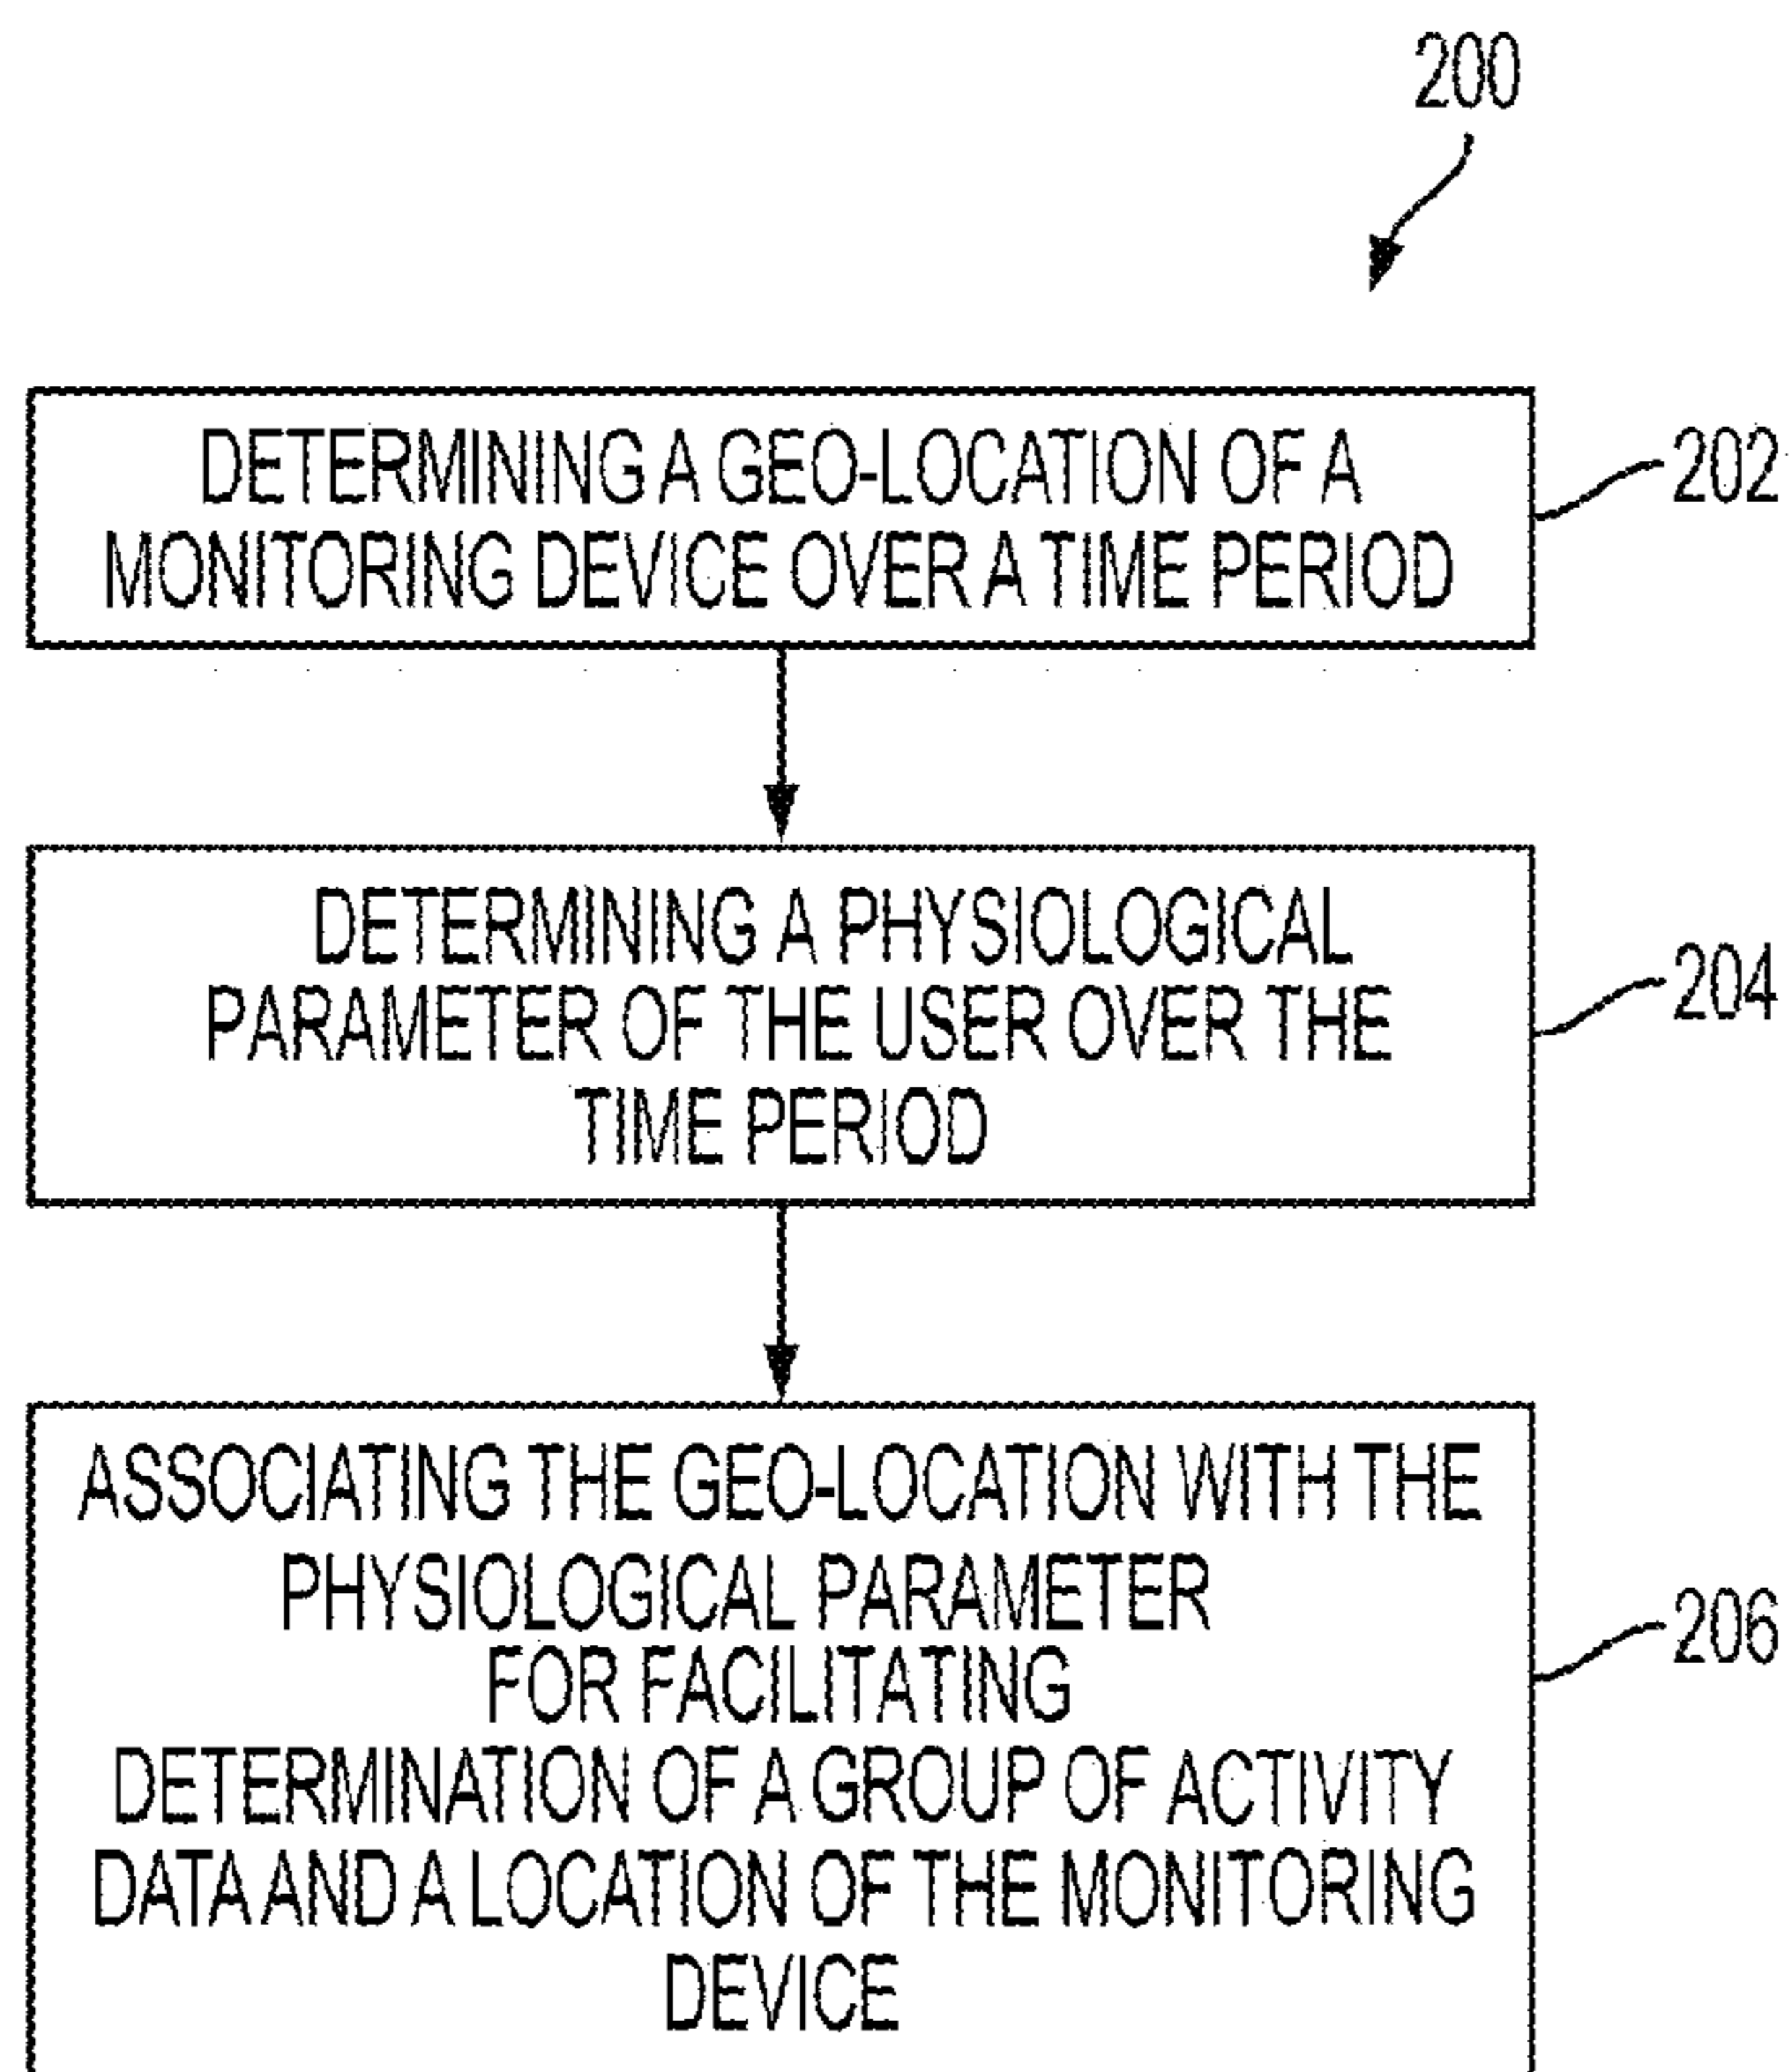 200
DETERMINING A GEO-LOCATION OF A
MONITORING DEVICE OVER A TIME PERIOD
202
DETERMINING A PHYSIOLOGICAL
PARAMETER OF THE USER OVER THE
TIME PERIOD
204
ASSOCIATING THE GEO-LOCATION WITH THE
PHYSIOLOGICAL PARAMETER
FOR FACILITATING
DETERMINATION OF A GROUP OF ACTIVITY
DATA AND A LOCATION OF THE MONITORING
DEVICE
206